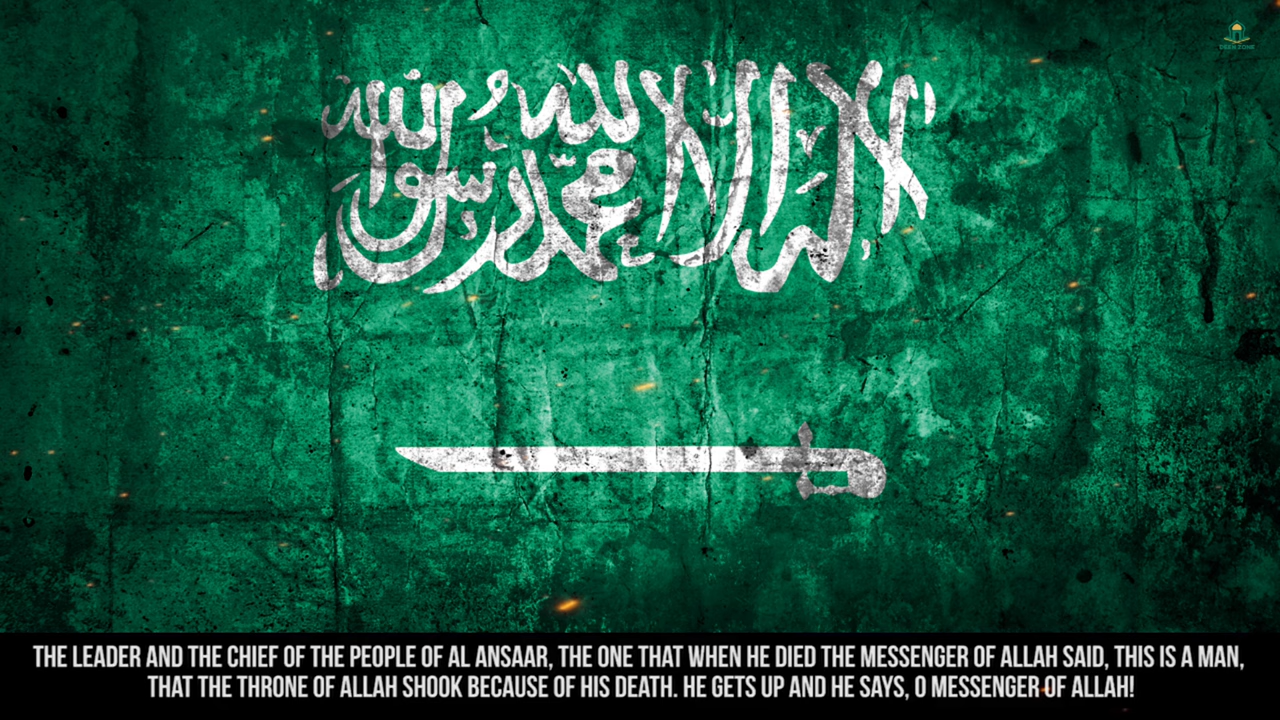 DEEN ZONE
لا إله إلا الله محمد رسول الله
THE LEADER AND THE CHIEF OF THE PEOPLE OF AL ANSAAR, THE ONE THAT WHEN HE DIED THE MESSENGER OF ALLAH SAID, THIS IS A MAN,
THAT THE THRONE OF ALLAH SHOOK BECAUSE OF HIS DEATH. HE GETS UP AND HE SAYS, O MESSENGER OF ALLAH!